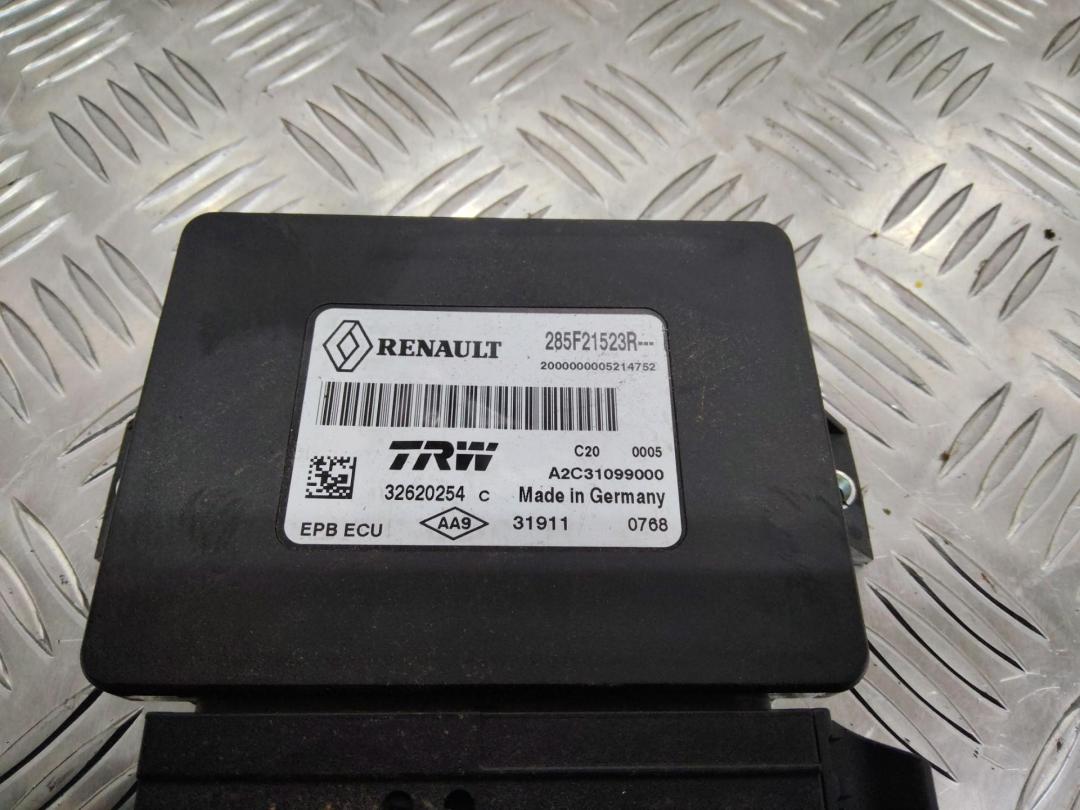 RENAULT 285F21523R---
2000000005214752
TRW C20 0005
A2C31099000
32620254 C Made in Germany
EPB ECU AA9 31911 0768